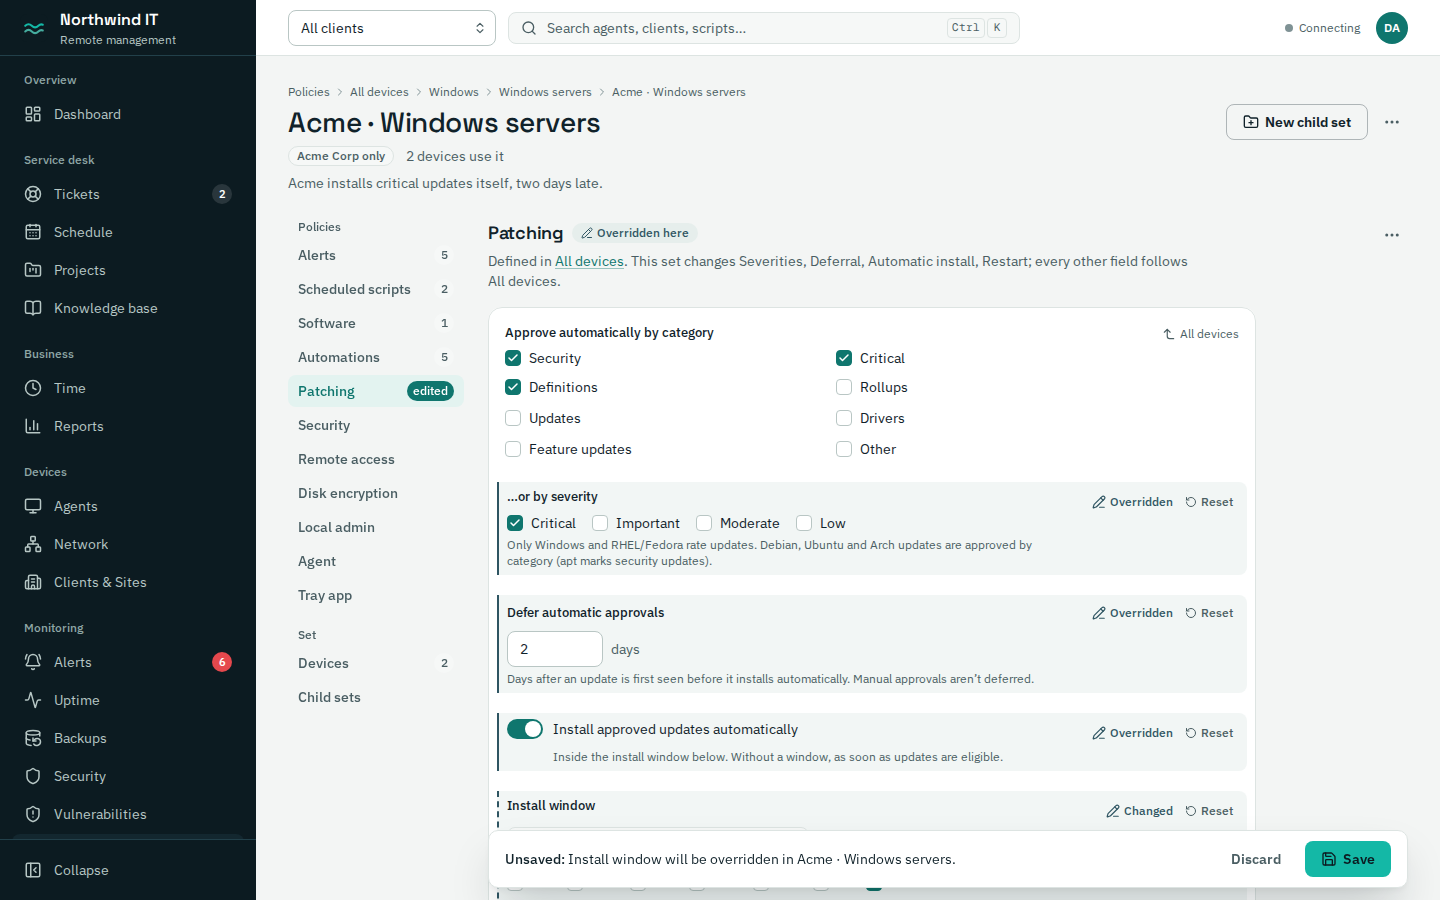 Northwind IT
Remote management
All clients
Search agents, clients, scripts...
Ctrl K
Connecting
DA
Overview
Dashboard
Service desk
Tickets 2
Schedule
Projects
Knowledge base
Business
Time
Reports
Devices
Agents
Network
Clients & Sites
Monitoring
Alerts 6
Uptime
Backups
Security
Vulnerabilities
Collapse
Policies > All devices > Windows > Windows servers > Acme · Windows servers
Acme · Windows servers
New child set
Acme Corp only 2 devices use it
Acme installs critical updates itself, two days late.
Policies
Alerts 5
Scheduled scripts 2
Software 1
Automations 5
Patching edited
Security
Remote access
Disk encryption
Local admin
Agent
Tray app
Set
Devices 2
Child sets
Patching Overridden here
Defined in All devices. This set changes Severities, Deferral, Automatic install, Restart; every other field follows
All devices.
Approve automatically by category
All devices
Security Critical
Definitions Rollups
Updates Drivers
Feature updates Other
...or by severity
Overridden Reset
Critical Important Moderate Low
Only Windows and RHEL/Fedora rate updates. Debian, Ubuntu and Arch updates are approved by
category (apt marks security updates).
Defer automatic approvals
Overridden Reset
2 days
Days after an update is first seen before it installs automatically. Manual approvals aren't deferred.
Install approved updates automatically
Overridden Reset
Inside the install window below. Without a window, as soon as updates are eligible.
Install window
Changed Reset
Unsaved: Install window will be overridden in Acme · Windows servers.
Discard Save